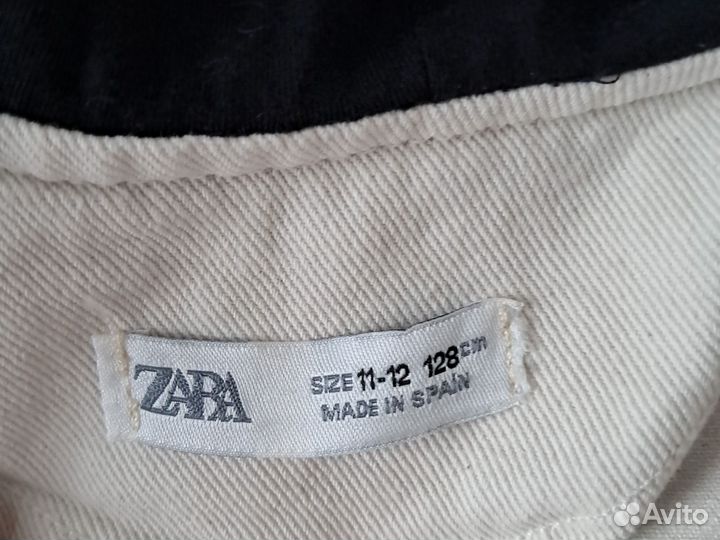 ZARA
SIZE 11-12 128cm
MADE IN SPAIN
Avito